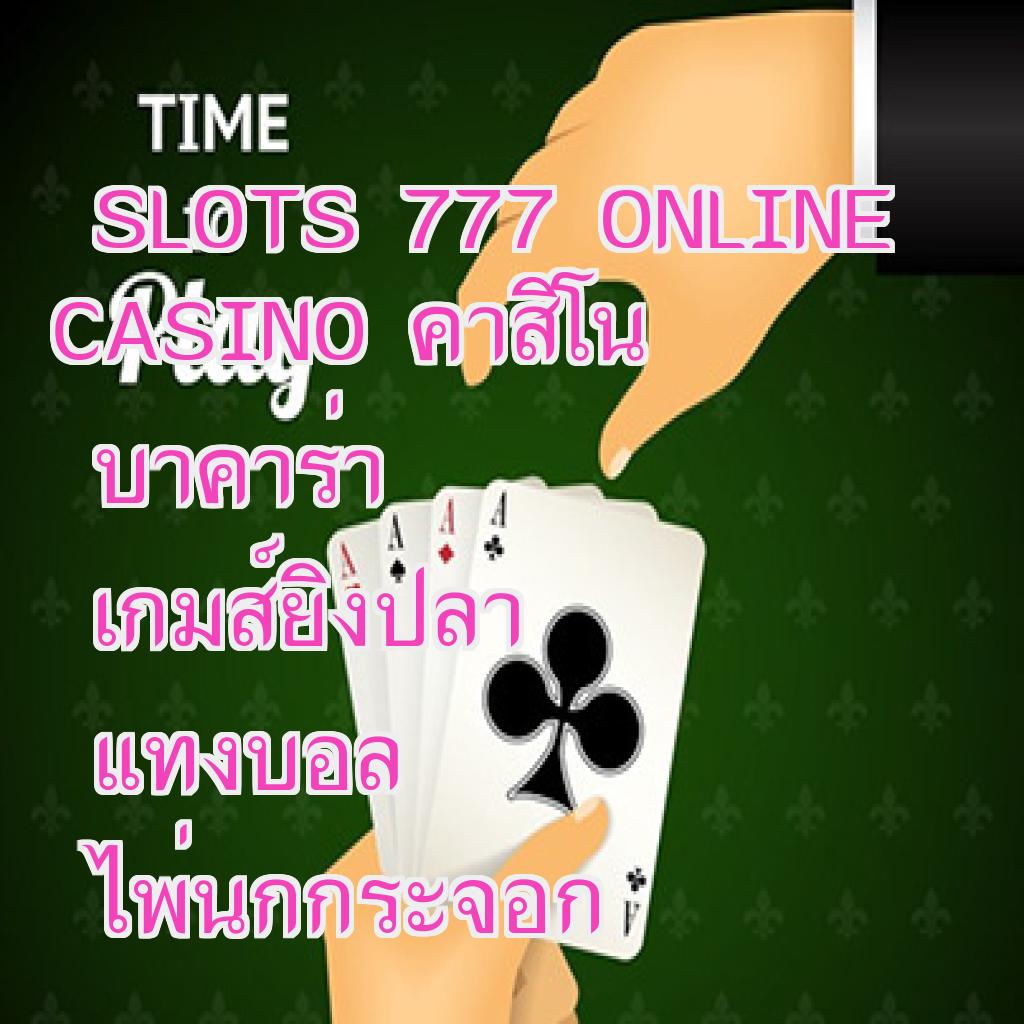 TIME
to
SLOTS 777 ONLINE
Play
CASINO คาสิโน
บาคาร่า
เกมส์ยิงปลา
แทงบอล
ไพ่นกกระจอก
A
A
A
A
A